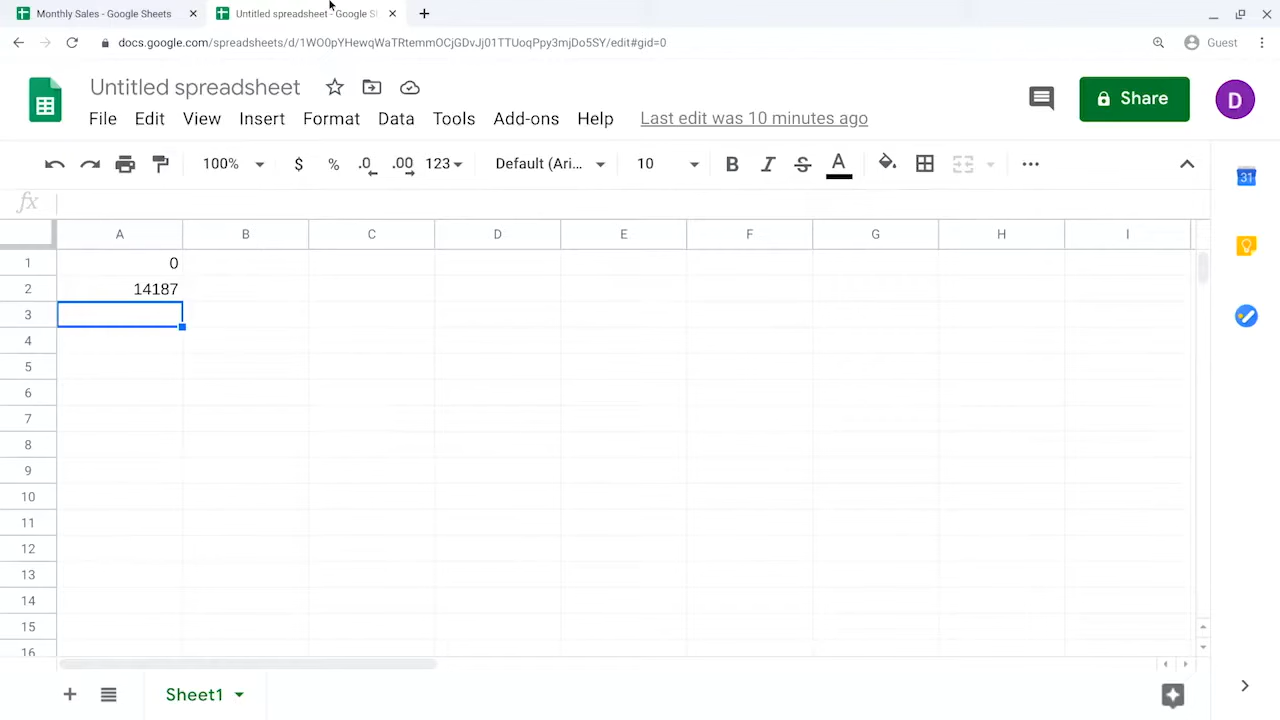 Monthly Sales - Google Sheets
Untitled spreadsheet - Google S
docs.google.com/spreadsheets/d/1WO0pYHewqWaTRtemmOCjGDvJj01TTUoqPpy3mjDo5SY/edit#gid=0
Guest
Untitled spreadsheet
Share
D
File Edit View Insert Format Data Tools Add-ons Help Last edit was 10 minutes ago
100% $ % .0 .00 123 Default (Ari... 10 B I S A
31
fx
A B C D E F G H I
1 0
2 14187
3
4
5
6
7
8
9
10
11
12
13
14
15
16
Sheet1